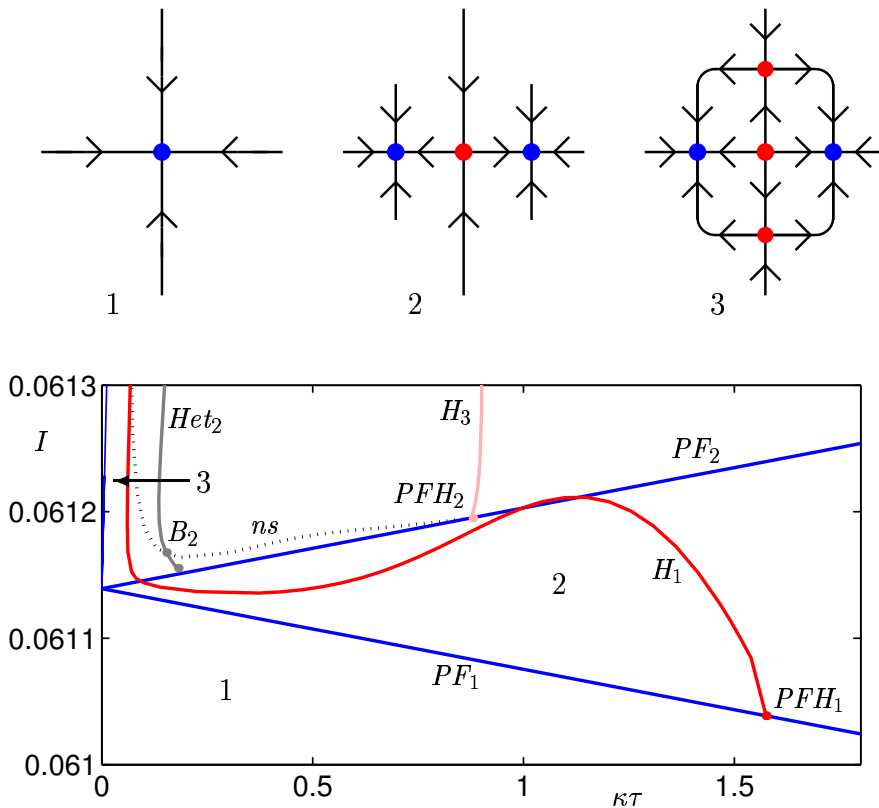 1
2
3
0.0613
I
Het₂
H₃
PF₂
3
PFH₂
0.0612
B₂
ns
H₁
2
0.0611
1
PF₁
PFH₁
0.061
0
0.5
1
1.5
κτ